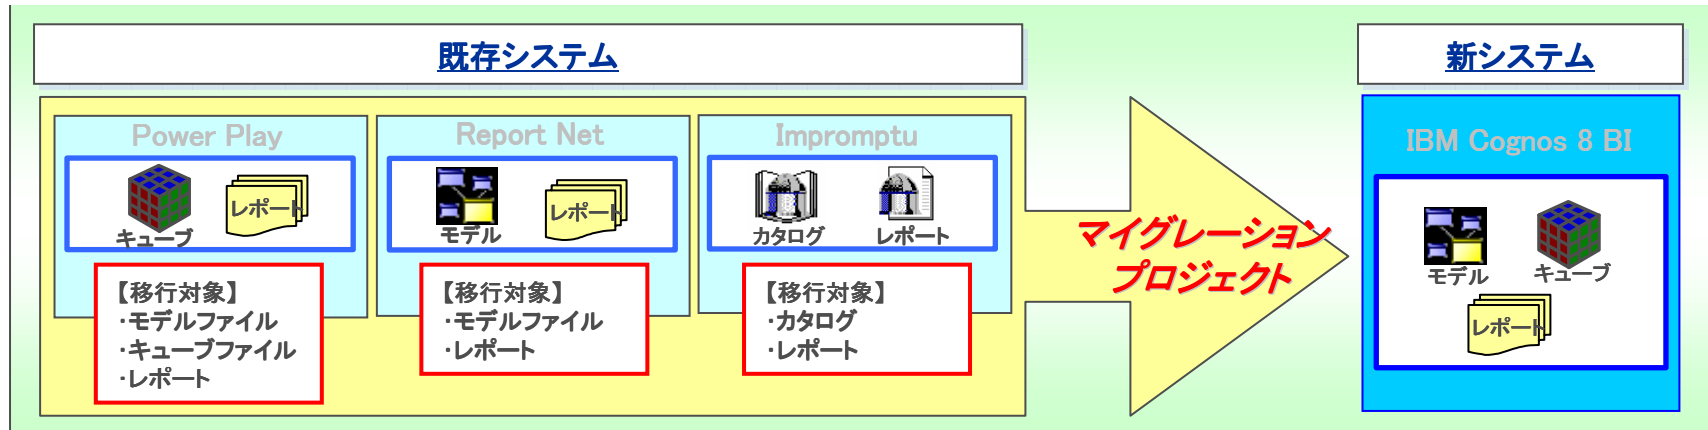 既存システム
新システム
Power Play
キューブ
レポート
【移行対象】
・モデルファイル
・キューブファイル
・レポート
Report Net
モデル
レポート
【移行対象】
・モデルファイル
・レポート
Impromptu
カタログ
レポート
【移行対象】
・カタログ
・レポート
マイグレーション
プロジェクト
IBM Cognos 8 BI
モデル
キューブ
レポート